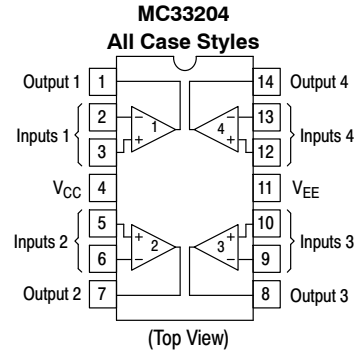 MC33204
All Case Styles
Output 1 1 14 Output 4
2 − − 13
Inputs 1 1 4 Inputs 4
3 + + 12
VCC 4 11 VEE
5 + + 10
Inputs 2 2 3 Inputs 3
6 − − 9
Output 2 7 8 Output 3
(Top View)